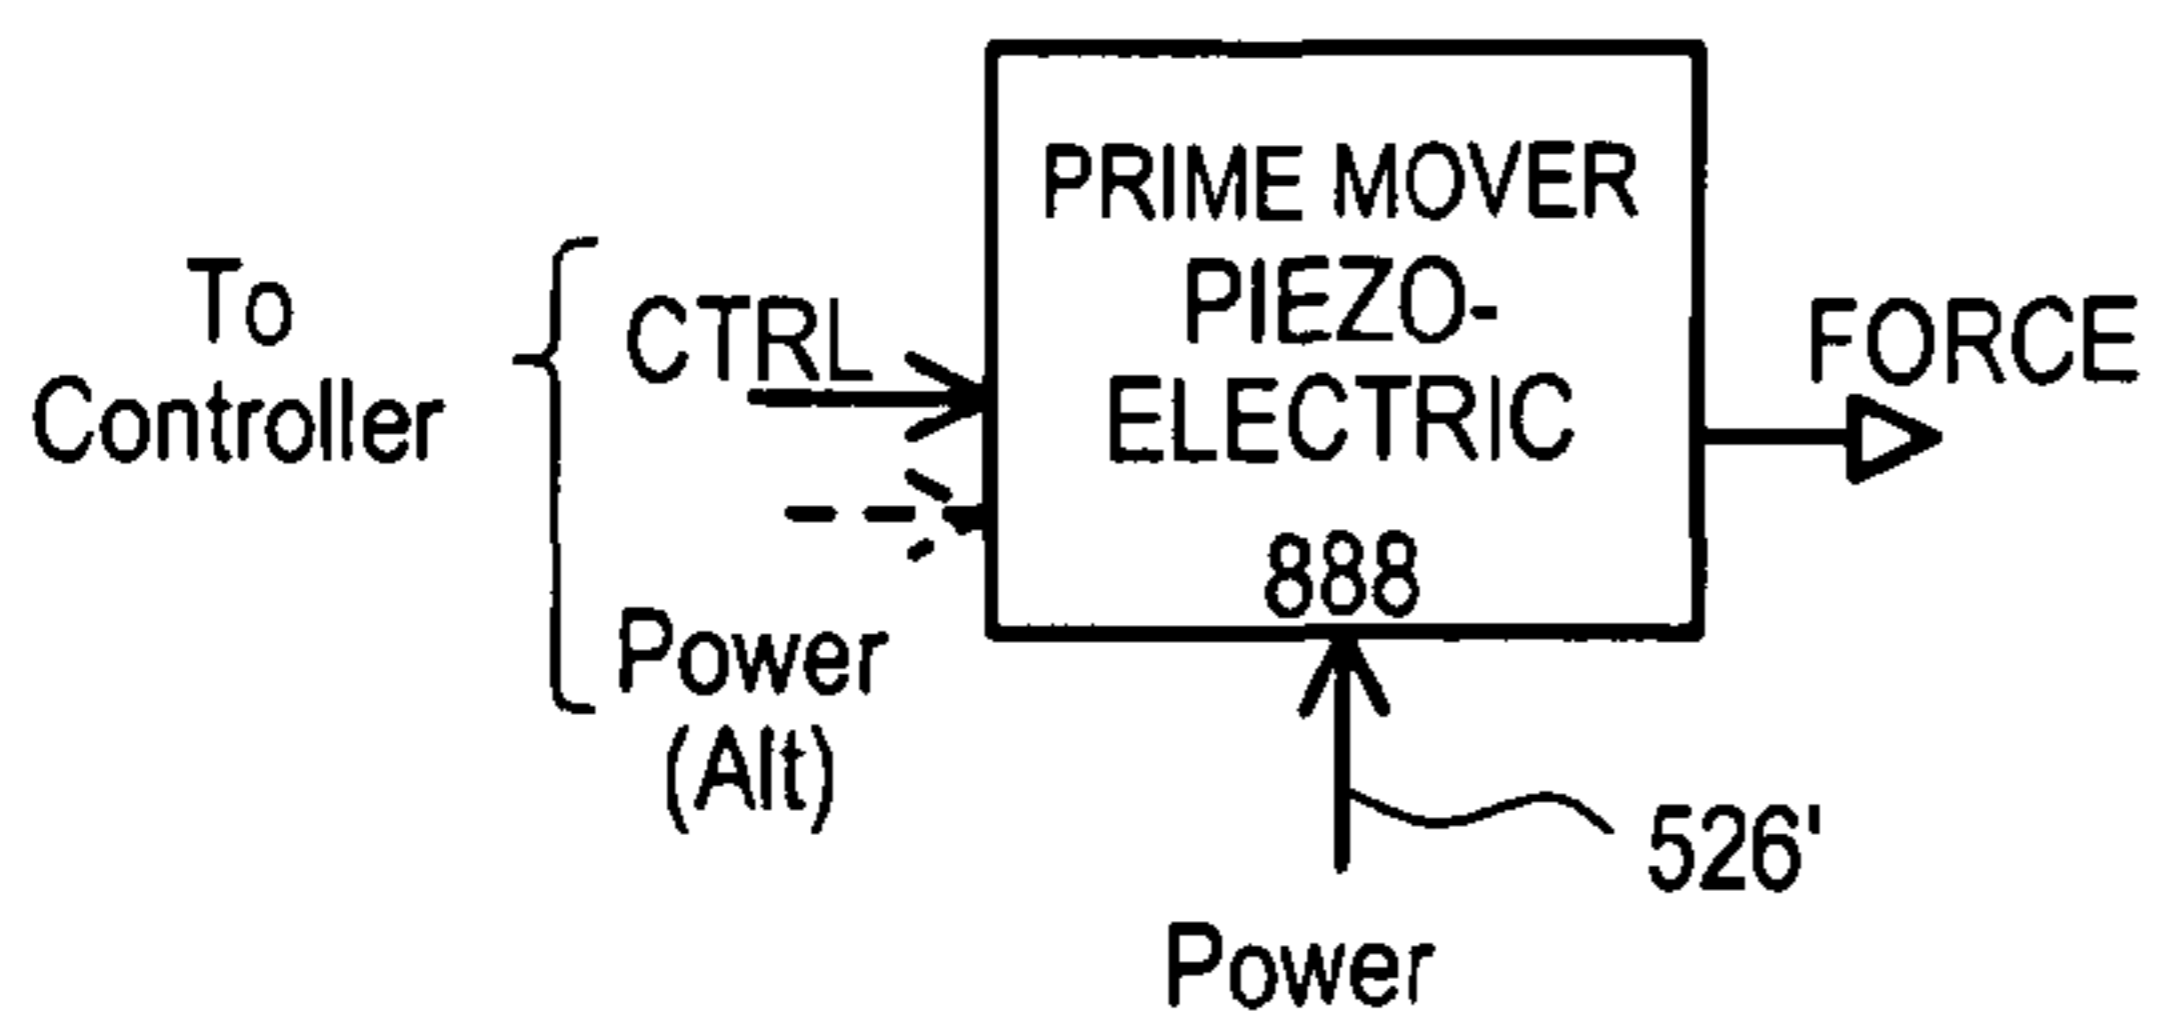 To
Controller
CTRL
Power
(Alt)
PRIME MOVER
PIEZO-
ELECTRIC
888
FORCE
526'
Power